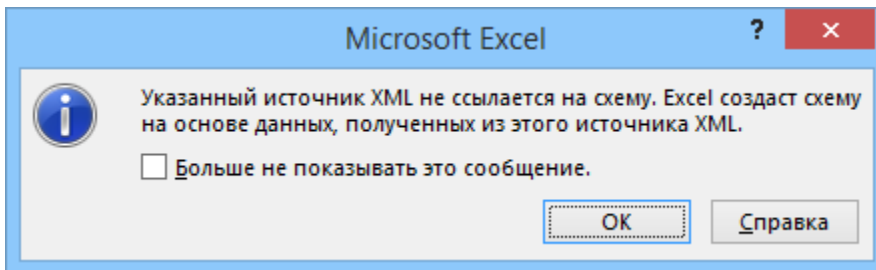 Microsoft Excel
?
×
Указанный источник XML не ссылается на схему. Excel создаст схему
на основе данных, полученных из этого источника XML.
Больше не показывать это сообщение.
OK
Справка